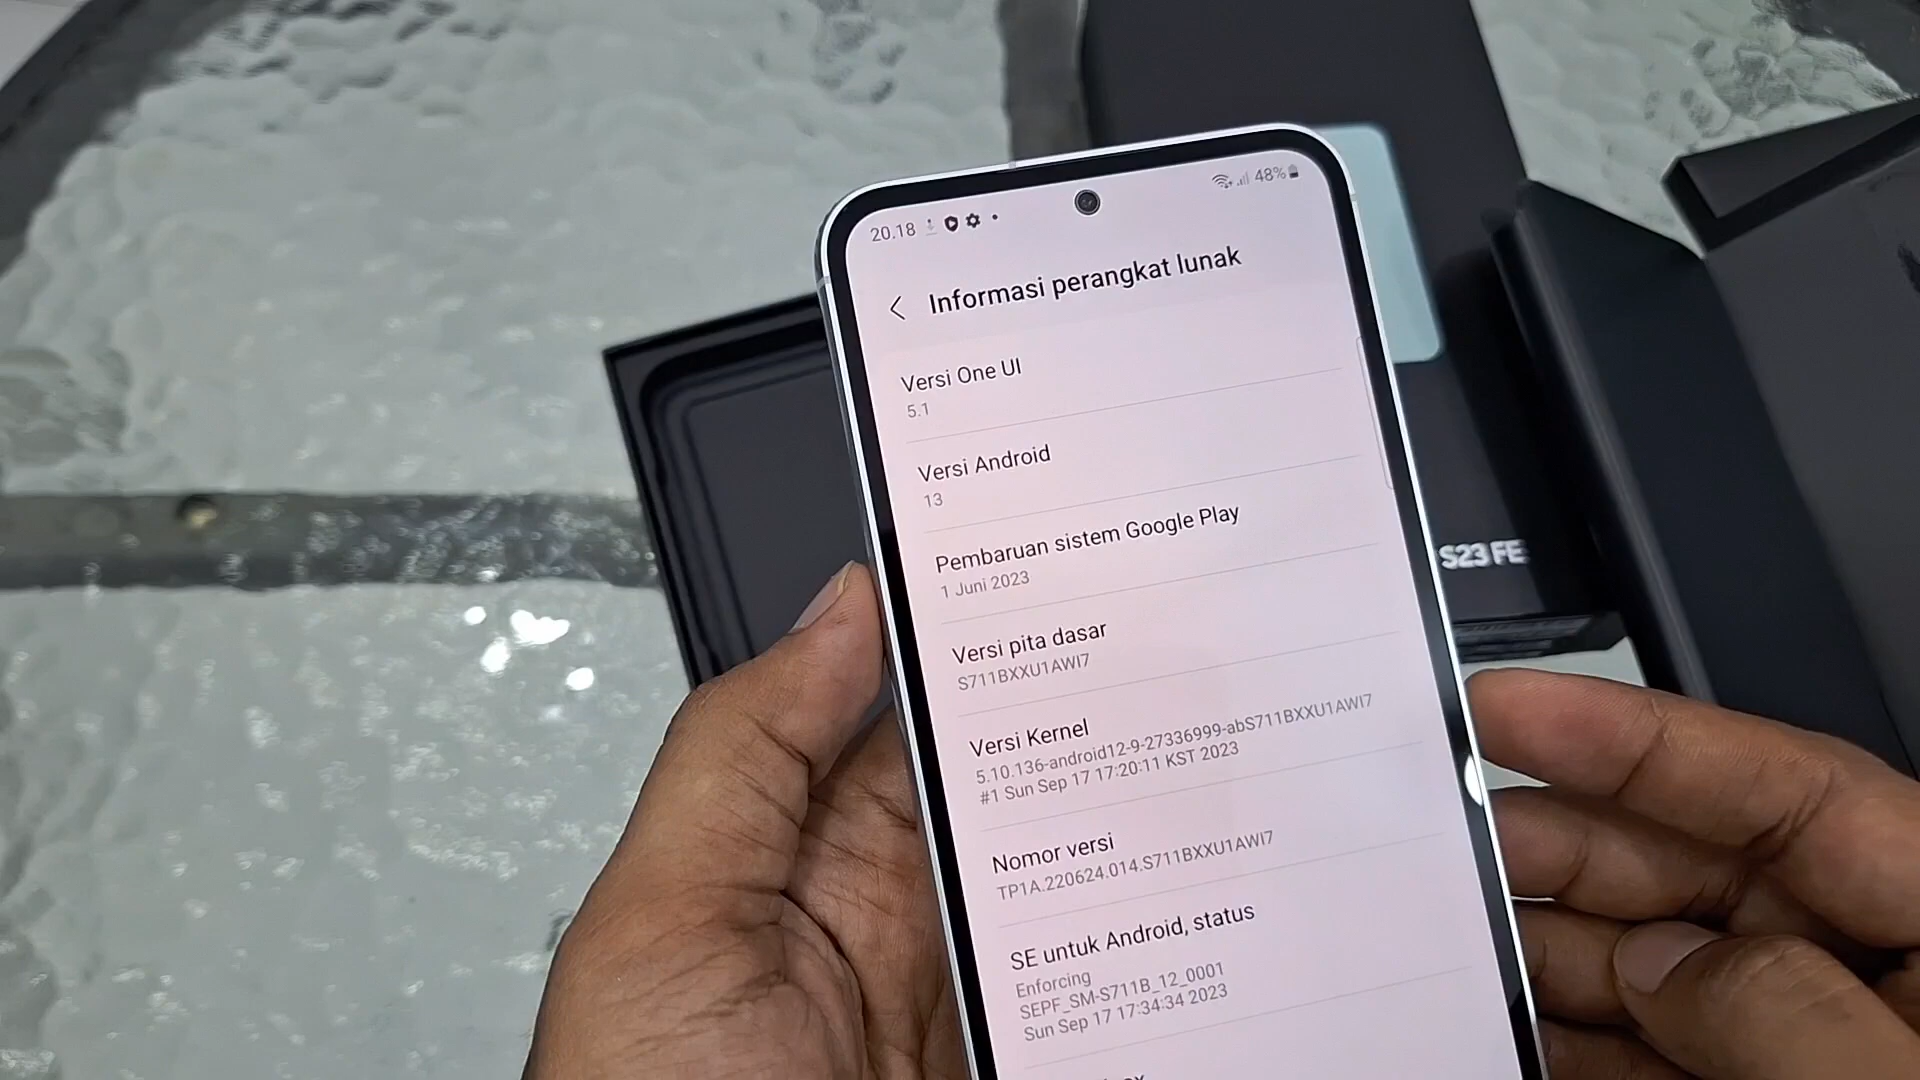 20.18
48%
Informasi perangkat lunak
Versi One UI
5.1
Versi Android
13
Pembaruan sistem Google Play
1 Juni 2023
Versi pita dasar
S711BXXU1AWI7
Versi Kernel
5.10.136-android12-9-27336999-abS711BXXU1AWI7
#1 Sun Sep 17 17:20:11 KST 2023
Nomor versi
TP1A.220624.014.S711BXXU1AWI7
SE untuk Android, status
Enforcing
SEPF_SM-S711B_12_0001
Sun Sep 17 17:34:34 2023
S23 FE